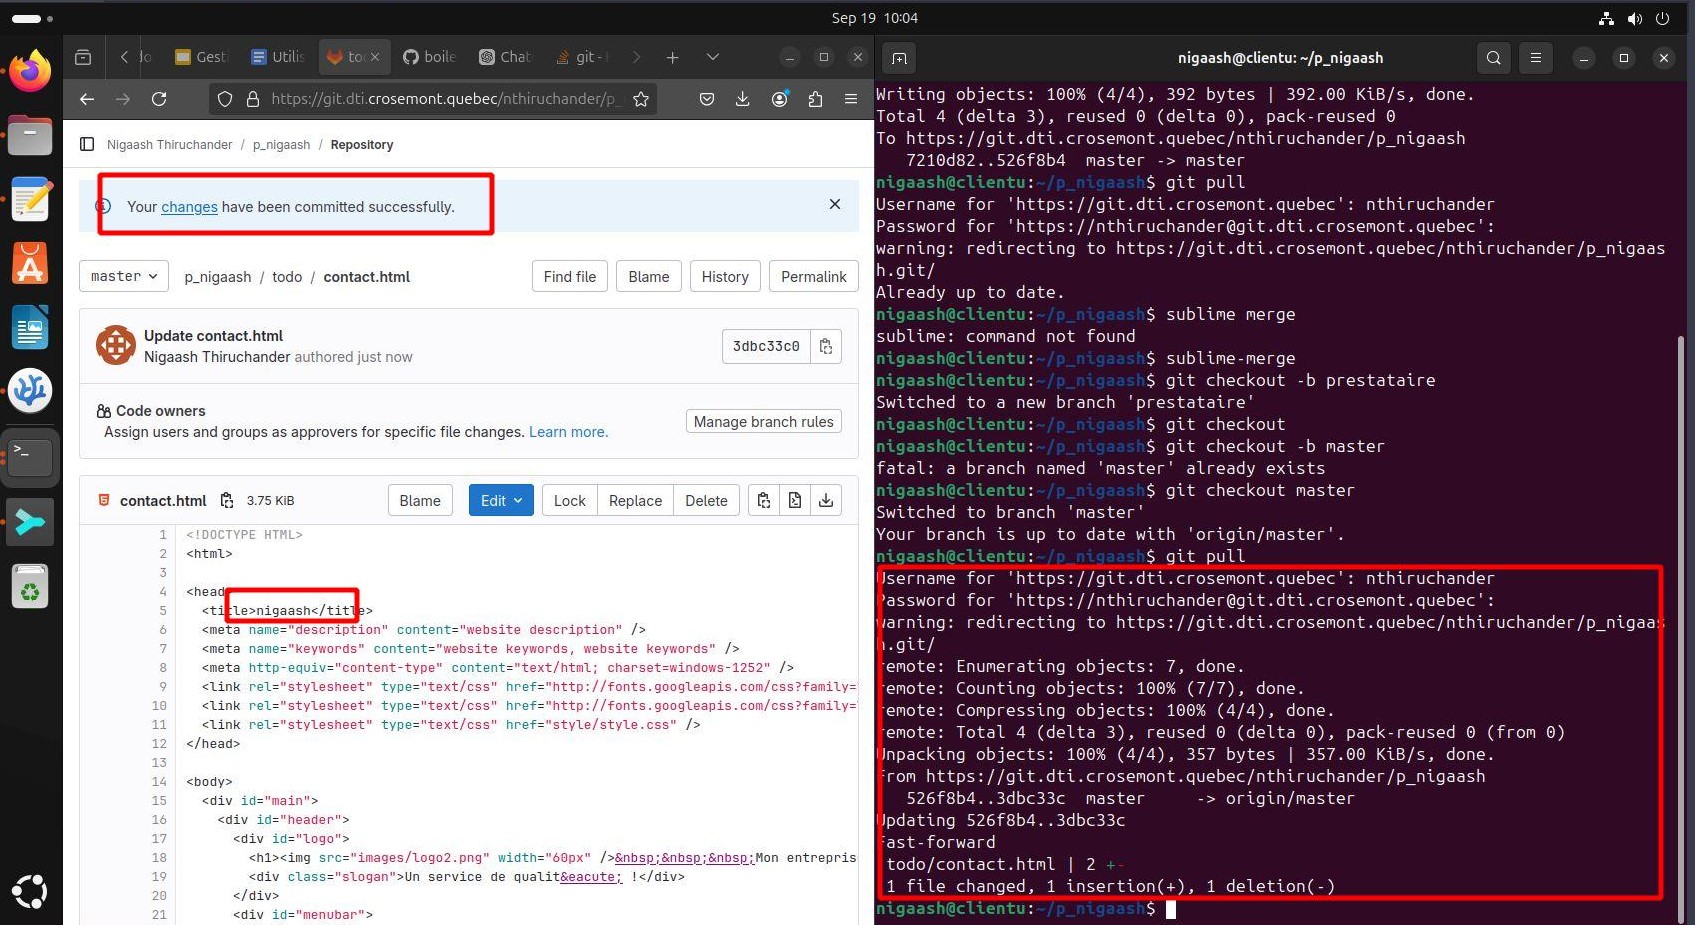 Sep 19 10:04
Gest
Utilis
to
boile
Chat
git -
https://git.dti.crosemont.quebec/nthiruchander/p_
Nigaash Thiruchander / p_nigaash / Repository
Your changes have been committed successfully.
master
p_nigaash / todo / contact.html
Find file
Blame
History
Permalink
Update contact.html
Nigaash Thiruchander authored just now
3dbc33c0
Code owners
Assign users and groups as approvers for specific file changes. Learn more.
Manage branch rules
contact.html 3.75 KiB
Blame
Edit
Lock
Replace
Delete
1 <!DOCTYPE HTML>
2 <html>
3
4 <head
5 <title>nigaash</title>
6 <meta name="description" content="website description" />
7 <meta name="keywords" content="website keywords, website keywords" />
8 <meta http-equiv="content-type" content="text/html; charset=windows-1252" />
9 <link rel="stylesheet" type="text/css" href="http://fonts.googleapis.com/css?family=
10 <link rel="stylesheet" type="text/css" href="http://fonts.googleapis.com/css?family=
11 <link rel="stylesheet" type="text/css" href="style/style.css" />
12 </head>
13
14 <body>
15 <div id="main">
16 <div id="header">
17 <div id="logo">
18 <h1><img src="images/logo2.png" width="60px" />&nbsp;&nbsp;&nbsp;Mon entrepris
19 <div class="slogan">Un service de qualit&eacute; !</div>
20 </div>
21 <div id="menubar">
nigaash@clientu: ~/p_nigaash
Writing objects: 100% (4/4), 392 bytes | 392.00 KiB/s, done.
Total 4 (delta 3), reused 0 (delta 0), pack-reused 0
To https://git.dti.crosemont.quebec/nthiruchander/p_nigaash
7210d82..526f8b4 master -> master
nigaash@clientu:~/p_nigaash$ git pull
Username for 'https://git.dti.crosemont.quebec': nthiruchander
Password for 'https://nthiruchander@git.dti.crosemont.quebec':
warning: redirecting to https://git.dti.crosemont.quebec/nthiruchander/p_nigaas
h.git/
Already up to date.
nigaash@clientu:~/p_nigaash$ sublime merge
sublime: command not found
nigaash@clientu:~/p_nigaash$ sublime-merge
nigaash@clientu:~/p_nigaash$ git checkout -b prestataire
Switched to a new branch 'prestataire'
nigaash@clientu:~/p_nigaash$ git checkout
nigaash@clientu:~/p_nigaash$ git checkout -b master
fatal: a branch named 'master' already exists
nigaash@clientu:~/p_nigaash$ git checkout master
Switched to branch 'master'
Your branch is up to date with 'origin/master'.
nigaash@clientu:~/p_nigaash$ git pull
Username for 'https://git.dti.crosemont.quebec': nthiruchander
Password for 'https://nthiruchander@git.dti.crosemont.quebec':
warning: redirecting to https://git.dti.crosemont.quebec/nthiruchander/p_nigaas
h.git/
remote: Enumerating objects: 7, done.
remote: Counting objects: 100% (7/7), done.
remote: Compressing objects: 100% (4/4), done.
remote: Total 4 (delta 3), reused 0 (delta 0), pack-reused 0 (from 0)
Unpacking objects: 100% (4/4), 357 bytes | 357.00 KiB/s, done.
From https://git.dti.crosemont.quebec/nthiruchander/p_nigaash
526f8b4..3dbc33c master -> origin/master
Updating 526f8b4..3dbc33c
Fast-forward
todo/contact.html | 2 +-
1 file changed, 1 insertion(+), 1 deletion(-)
nigaash@clientu:~/p_nigaash$